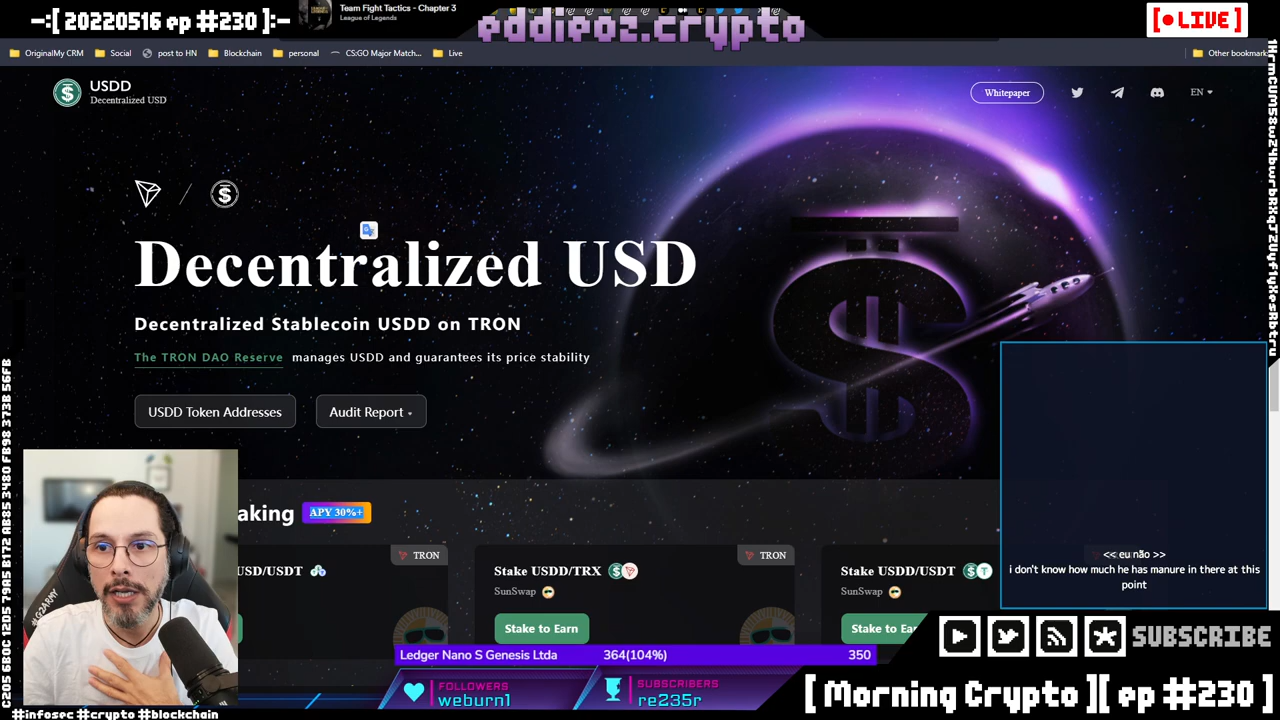 -:[ 20220516 ep #230 ]:-
Team Fight Tactics - Chapter 3
League of Legends
eddieoz.crypto
[● LIVE ]
OriginalMy CRM
Social
post to HN
Blockchain
personal
CS:GO Major Match...
Live
Other bookmark
USDD
Decentralized USD
Whitepaper
EN
Decentralized USD
Decentralized Stablecoin USDD on TRON
The TRON DAO Reserve manages USDD and guarantees its price stability
USDD Token Addresses
Audit Report
aking
APY 30%+
TRON
USD/USDT
TRON
Stake USDD/TRX
SunSwap
Stake to Earn
Stake USDD/USDT
SunSwap
Stake to Ear
<< eu não >>
i don't know how much he has manure in there at this
point
Ledger Nano S Genesis Ltda
364(104%)
350
FOLLOWERS
weburn1
SUBSCRIBERS
re235r
SUBSCRIBE
[ Morning Crypto ][ ep #230 ]
#infosec #crypto #blockchain